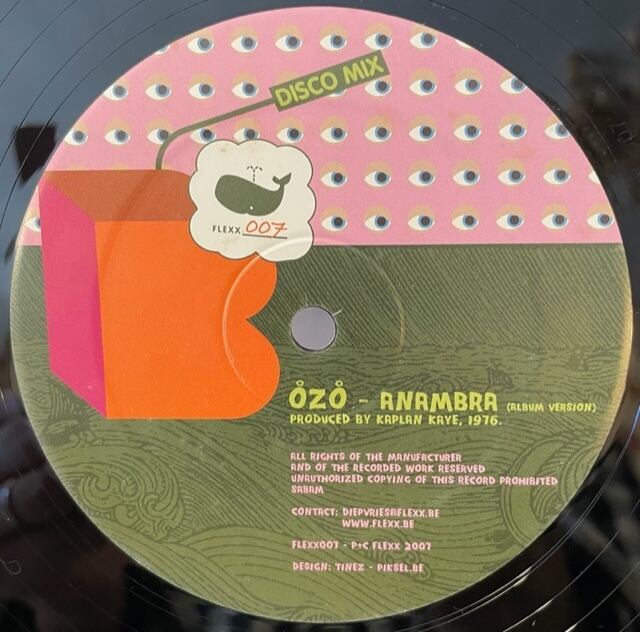 DISCO MIX
FLEXX 007
B
ÖZÖ - ANAMBRA (ALBUM VERSION)
PRODUCED BY KAPLAN KAYE, 1976.
ALL RIGHTS OF THE MANUFACTURER
AND OF THE RECORDED WORK RESERVED
UNAUTHORIZED COPYING OF THIS RECORD PROHIBITED
SABAM
CONTACT: DIEPVRIES@FLEXX.BE
WWW.FLEXX.BE
FLEXX007 - P+C FLEXX 2007
DESIGN: TINEZ - PIKSEL.BE